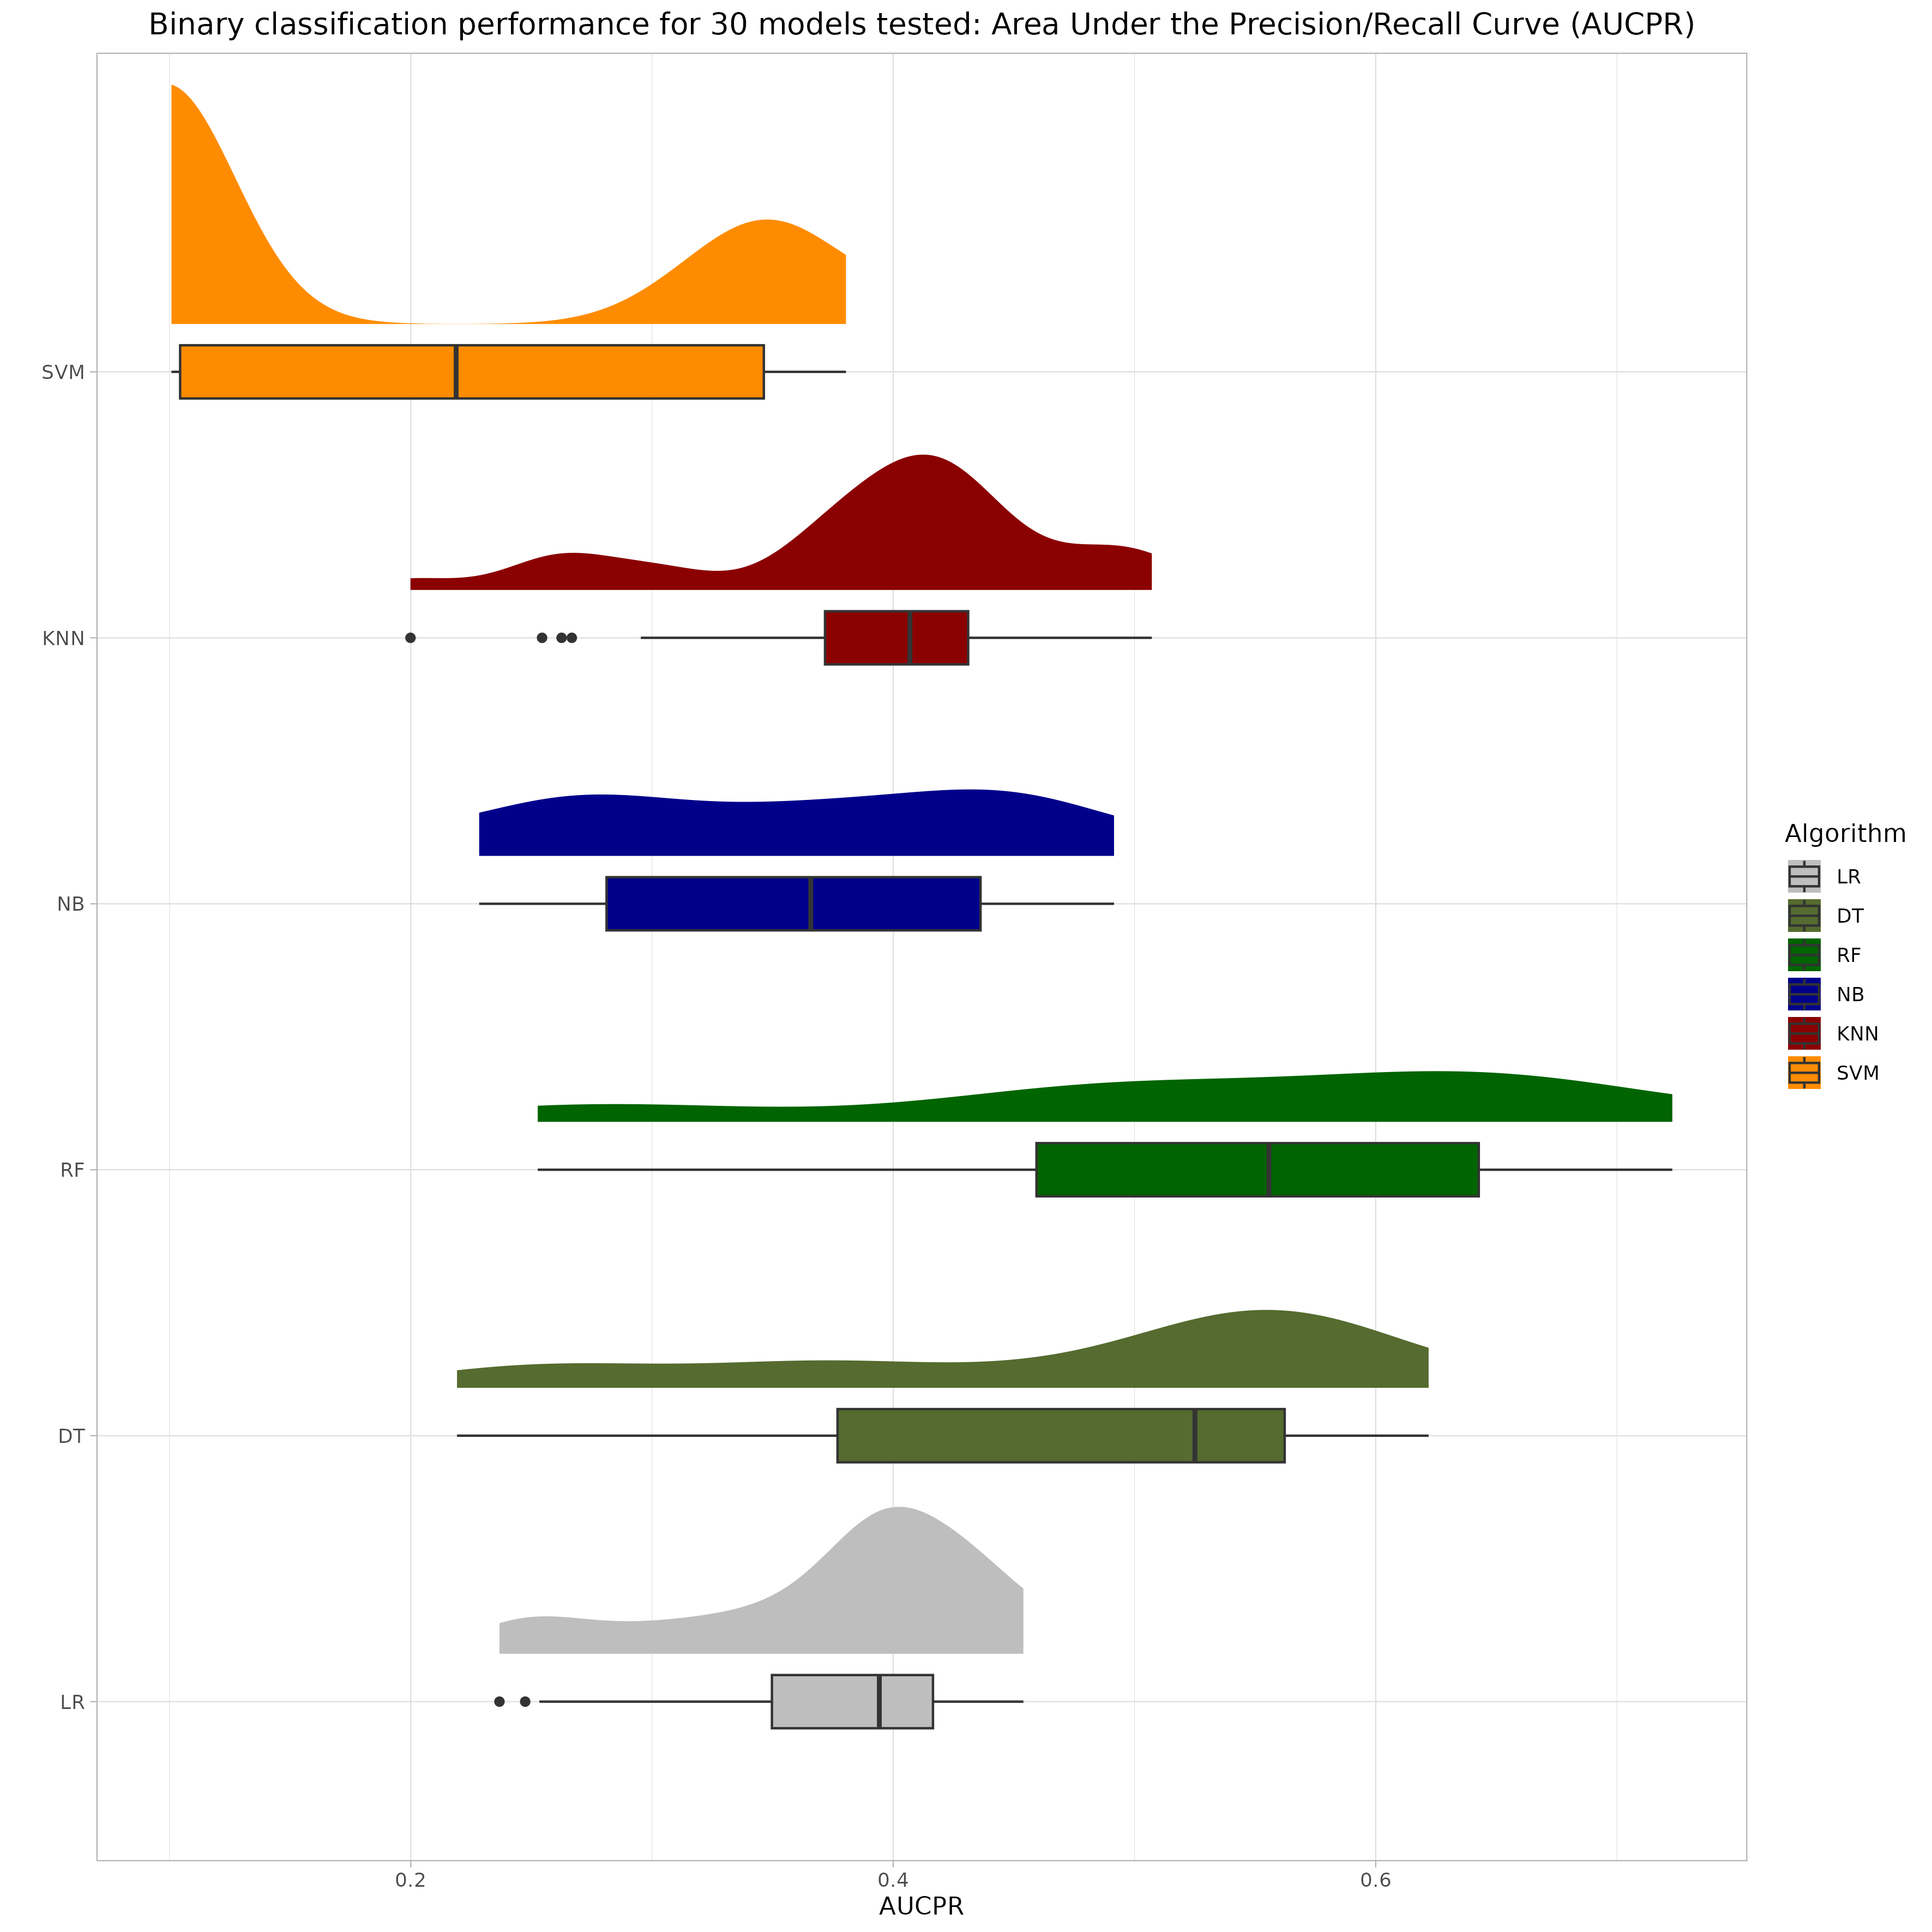 Binary classification performance for 30 models tested: Area Under the Precision/Recall Curve (AUCPR)
SVM
KNN
NB
RF
DT
LR
0.2
0.4
0.6
AUCPR
Algorithm
LR
DT
RF
NB
KNN
SVM